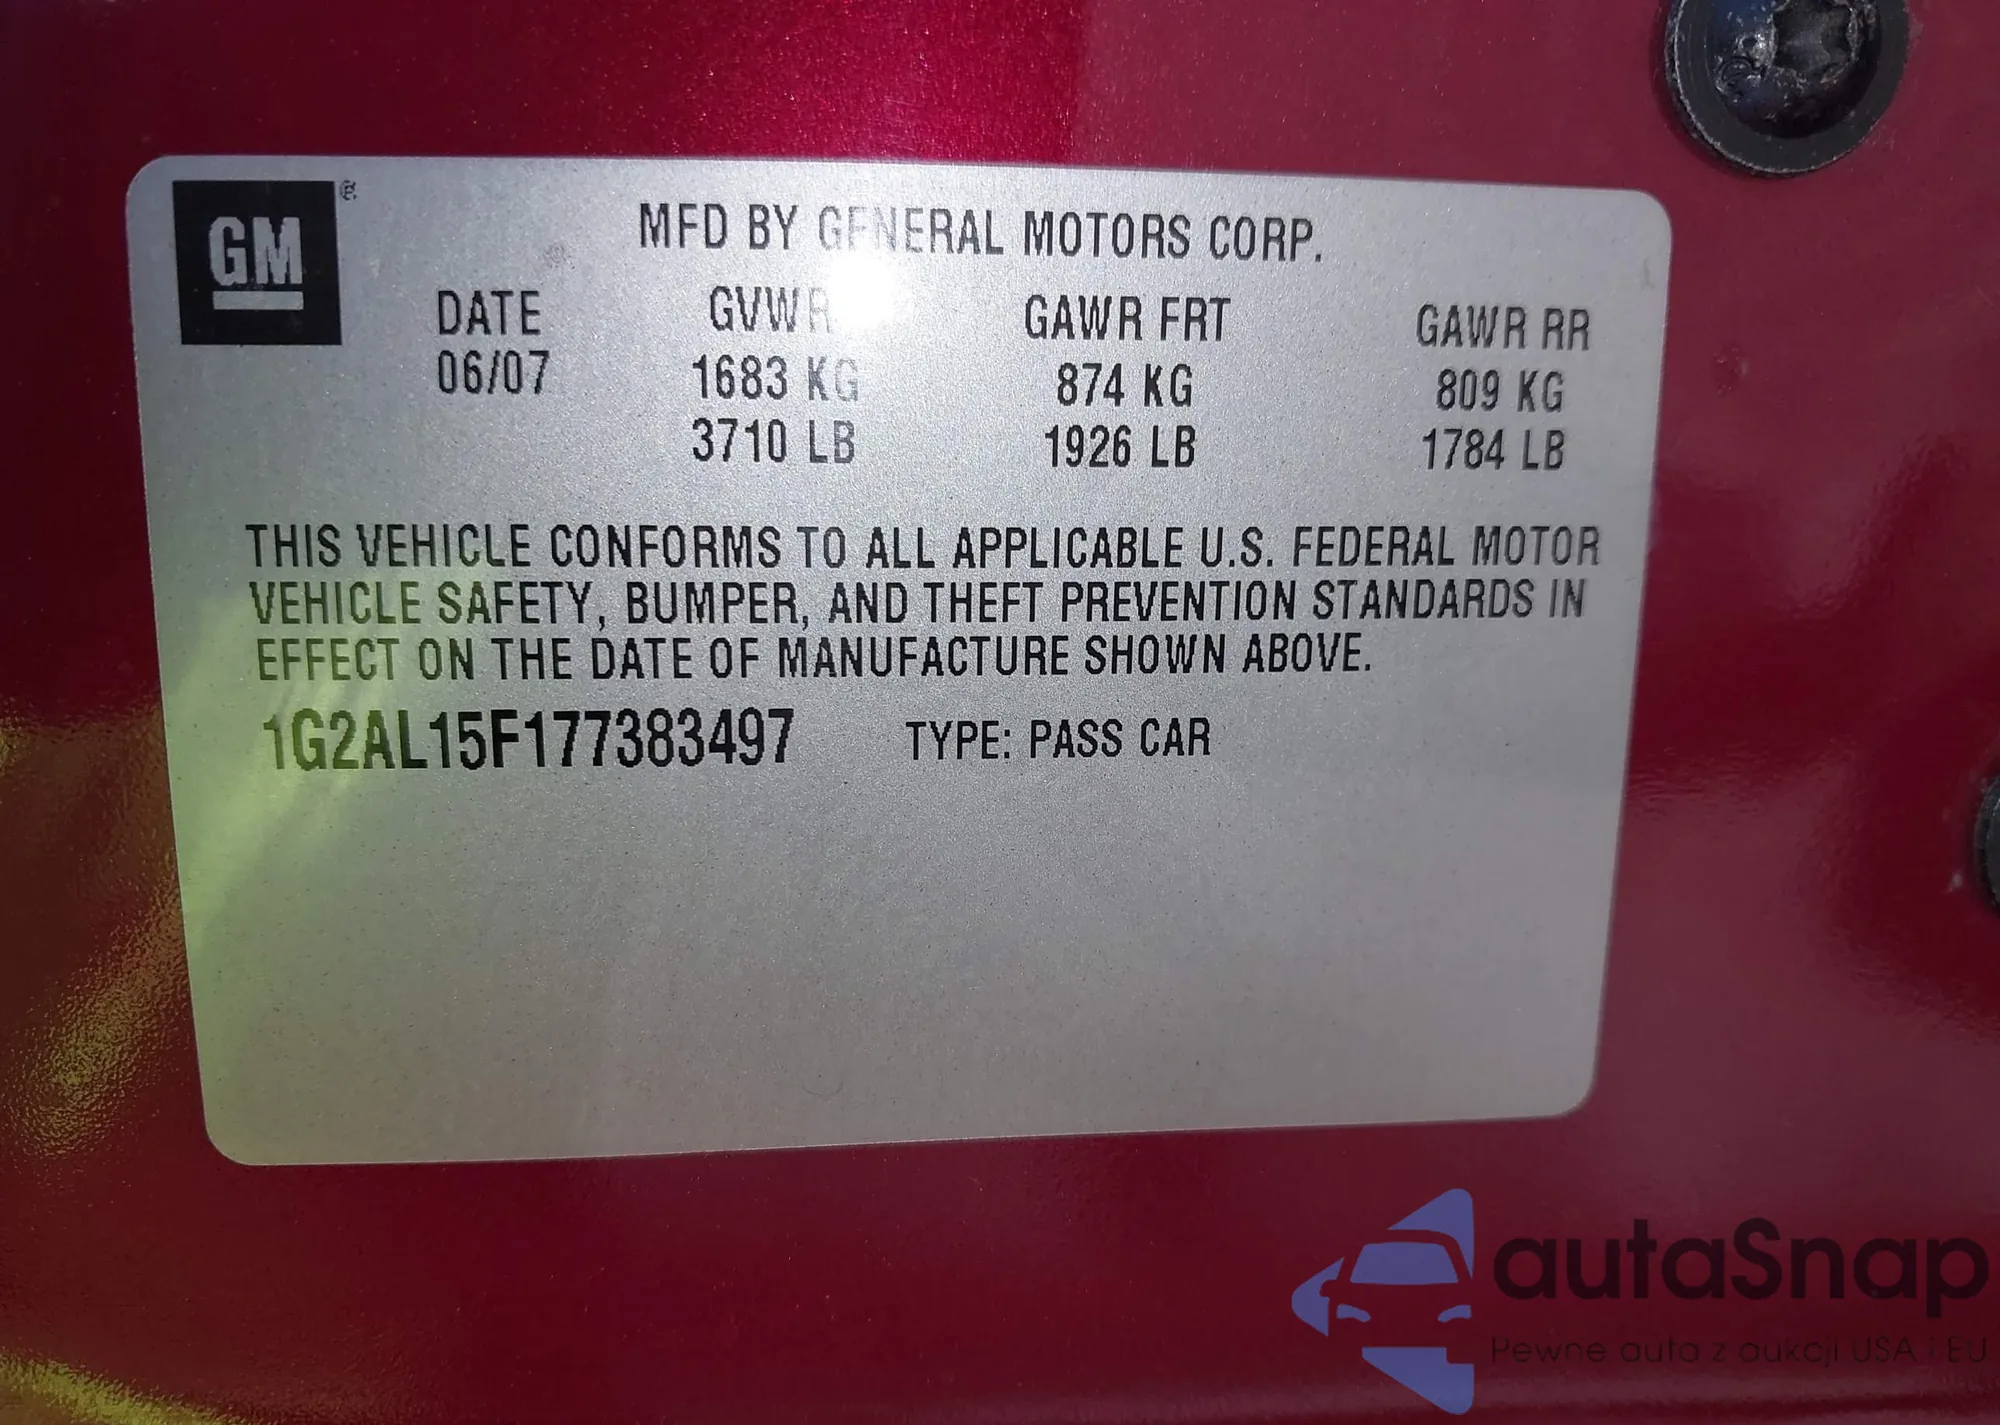 GM ®
MFD BY GENERAL MOTORS CORP.
DATE GVWR GAWR FRT GAWR RR
06/07 1683 KG 874 KG 809 KG
3710 LB 1926 LB 1784 LB
THIS VEHICLE CONFORMS TO ALL APPLICABLE U.S. FEDERAL MOTOR
VEHICLE SAFETY, BUMPER, AND THEFT PREVENTION STANDARDS IN
EFFECT ON THE DATE OF MANUFACTURE SHOWN ABOVE.
1G2AL15F177383497 TYPE: PASS CAR
autaSnap
Pewne auta z aukcji USA i EU